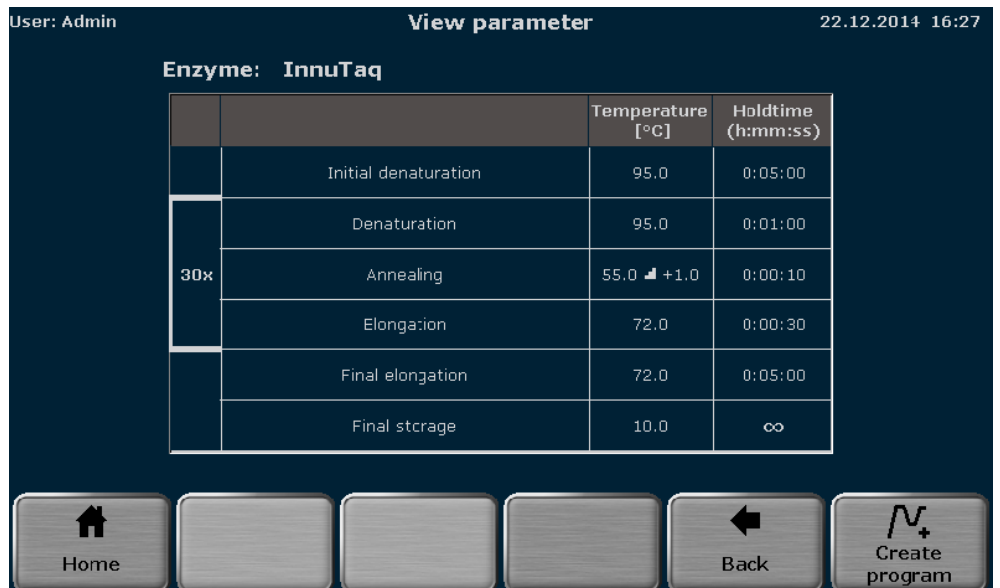 User: Admin View parameter 22.12.2014 16:27
Enzyme: InnuTaq
Temperature [°C] Holdtime (h:mm:ss)
Initial denaturation 95.0 0:05:00
Denaturation 95.0 0:01:00
30x Annealing 55.0 +1.0 0:00:10
Elongation 72.0 0:00:30
Final elongation 72.0 0:05:00
Final storage 10.0 ∞
Home Back Create program